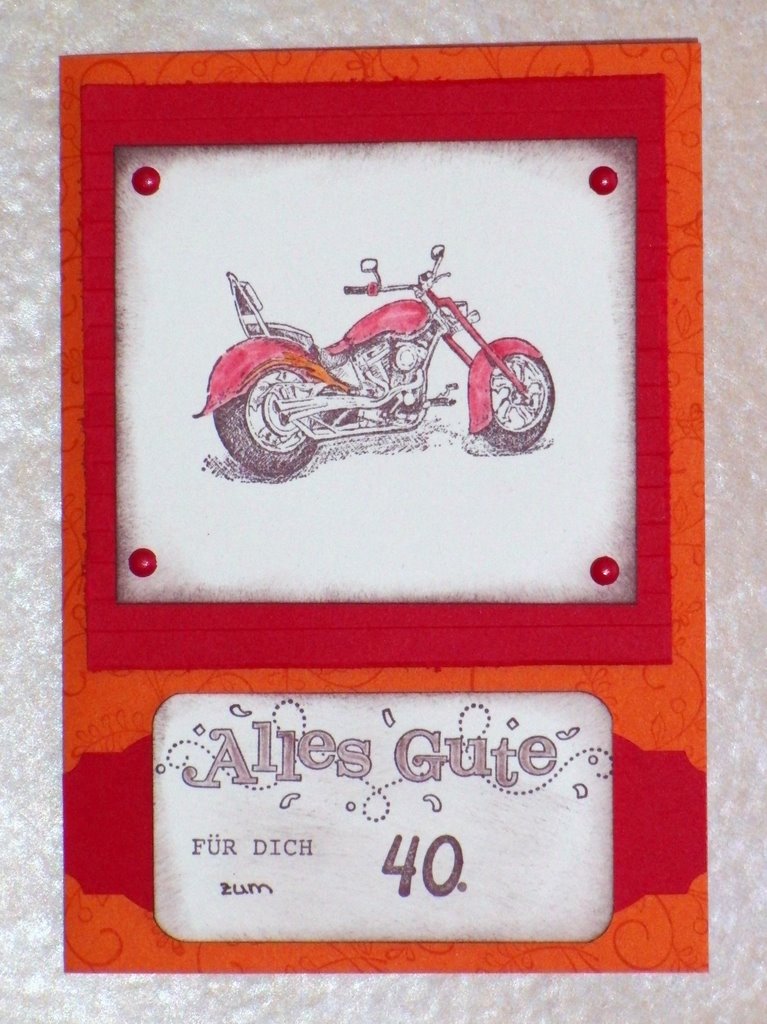 Alles Gute
FÜR DICH
zum 40.